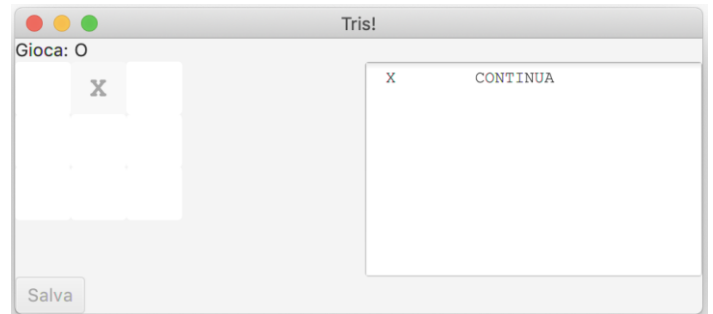 Tris!
Gioca: O
X
X CONTINUA
Salva